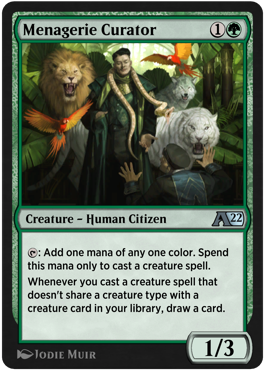 Menagerie Curator 1
Creature – Human Citizen A22
: Add one mana of any one color. Spend
this mana only to cast a creature spell.
Whenever you cast a creature spell that
doesn't share a creature type with a
creature card in your library, draw a card.
1/3
Jodie Muir